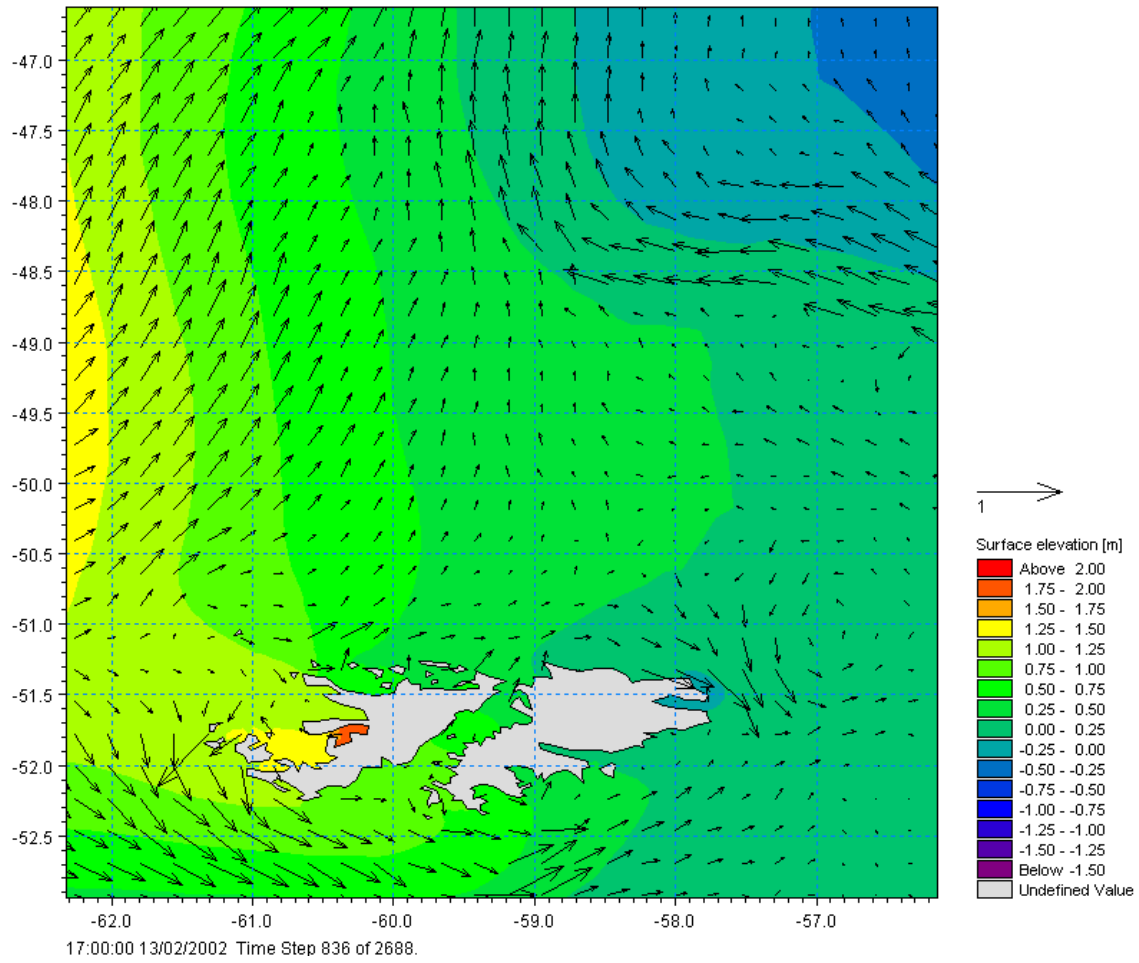 -47.0
-47.5
-48.0
-48.5
-49.0
-49.5
-50.0
-50.5
-51.0
-51.5
-52.0
-52.5
-62.0 -61.0 -60.0 -59.0 -58.0 -57.0
17:00:00 13/02/2002 Time Step 836 of 2688.
1
Surface elevation [m]
Above 2.00
1.75 - 2.00
1.50 - 1.75
1.25 - 1.50
1.00 - 1.25
0.75 - 1.00
0.50 - 0.75
0.25 - 0.50
0.00 - 0.25
-0.25 - 0.00
-0.50 - -0.25
-0.75 - -0.50
-1.00 - -0.75
-1.25 - -1.00
-1.50 - -1.25
Below -1.50
Undefined Value